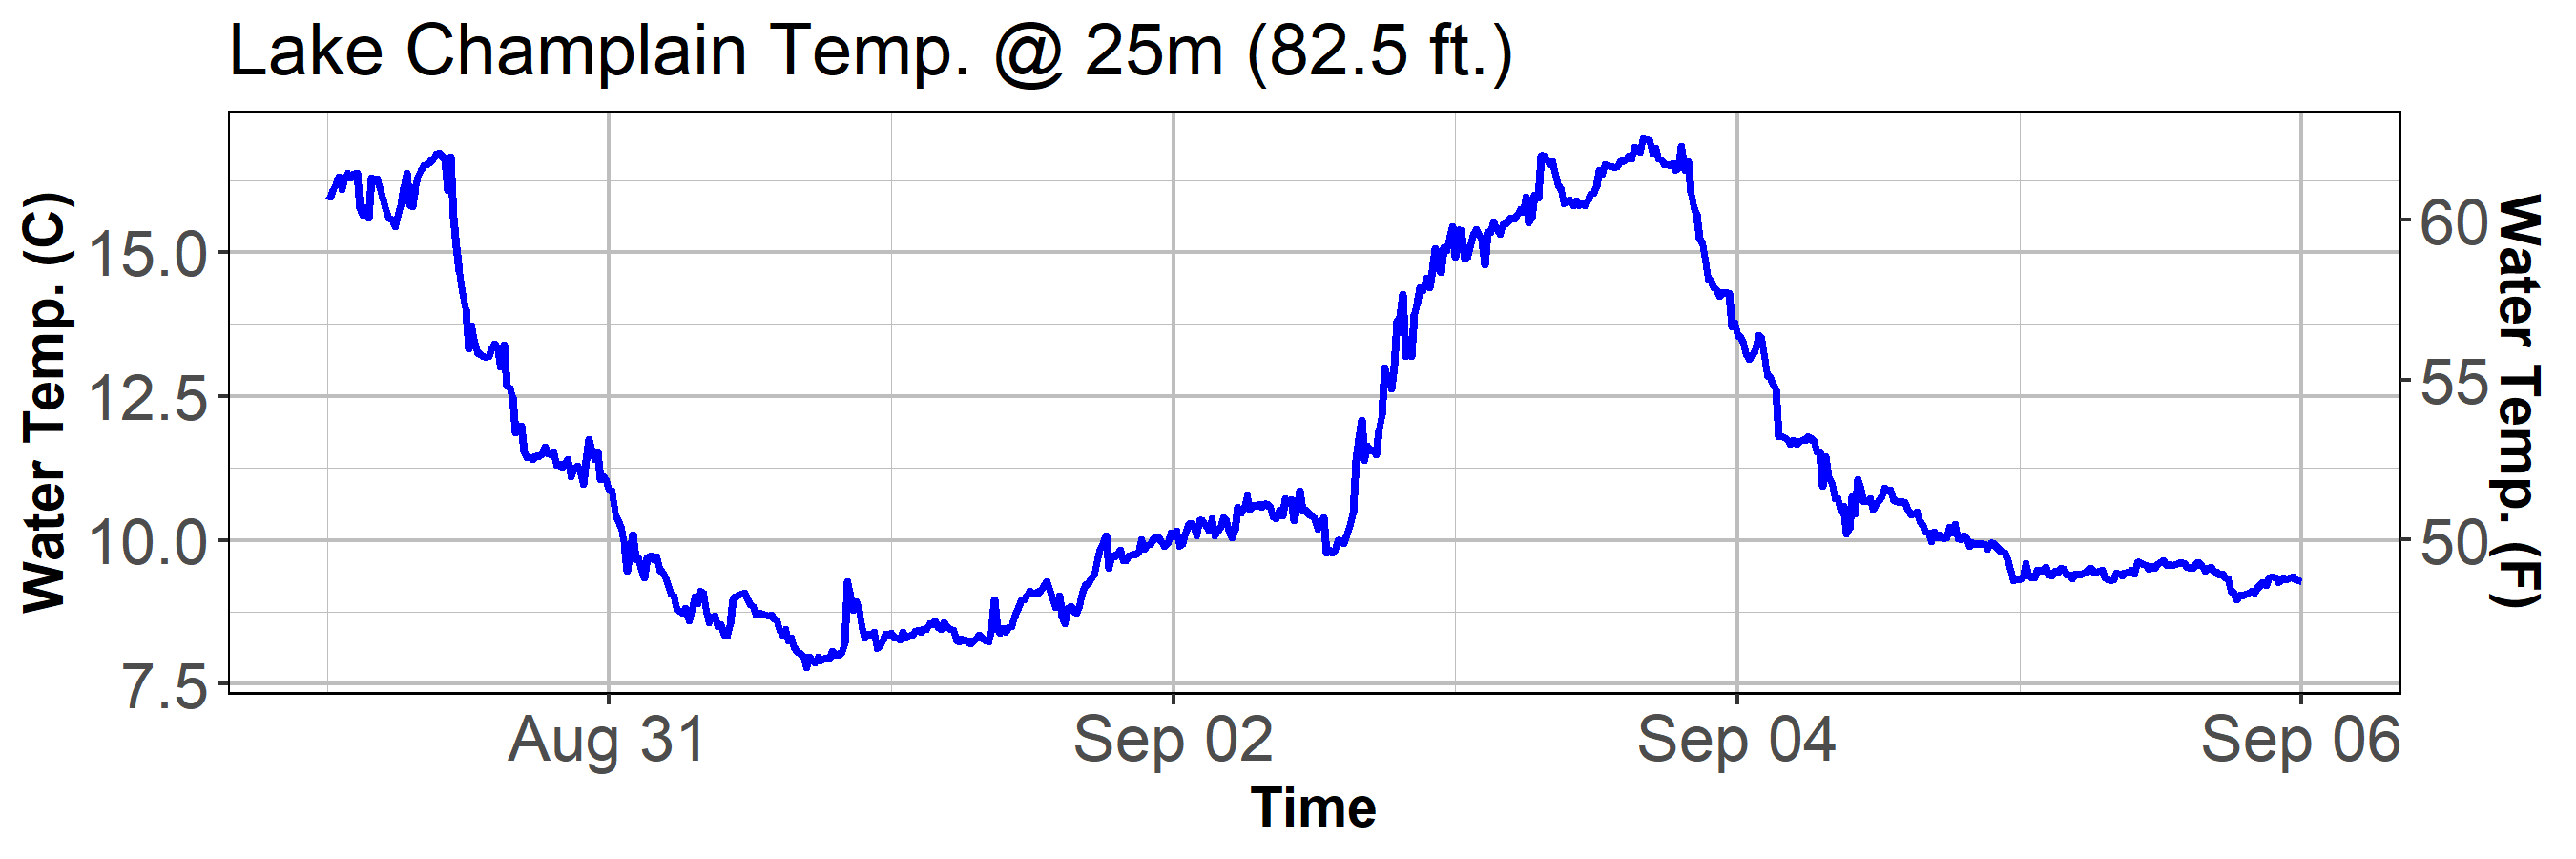 Lake Champlain Temp. @ 25m (82.5 ft.)
Water Temp. (C)
15.0
12.5
10.0
7.5
60
55
50
Water Temp. (F)
Aug 31
Sep 02
Sep 04
Sep 06
Time